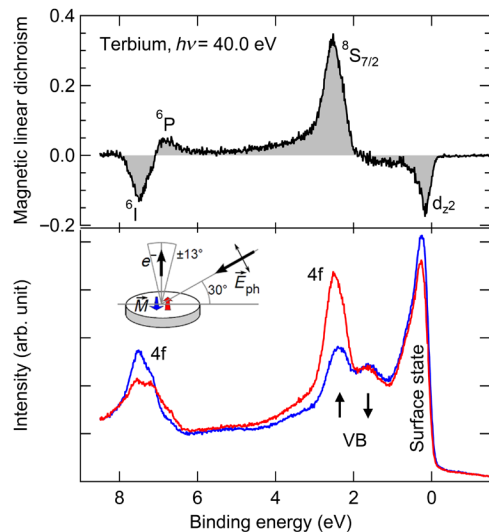 Terbium, hν = 40.0 eV
Magnetic linear dichroism
0.4
0.2
0.0
−0.2
⁸S₇/₂
⁶P
⁶I
d_z2
Intensity (arb. unit)
e⁻
±13°
30°
E⃗ph
M⃗
4f
4f
VB
Surface state
8
6
4
2
0
Binding energy (eV)